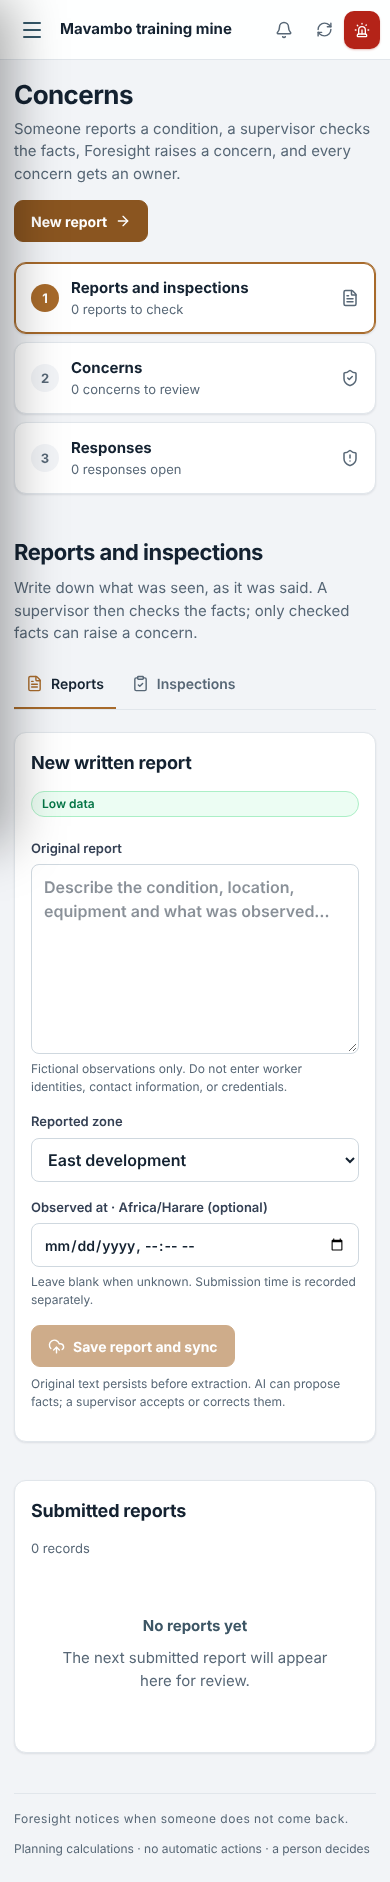 Mavambo training mine
Concerns
Someone reports a condition, a supervisor checks
the facts, Foresight raises a concern, and every
concern gets an owner.
New report
1
Reports and inspections
0 reports to check
2
Concerns
0 concerns to review
3
Responses
0 responses open
Reports and inspections
Write down what was seen, as it was said. A
supervisor then checks the facts; only checked
facts can raise a concern.
Reports Inspections
New written report
Low data
Original report
Describe the condition, location,
equipment and what was observed...
Fictional observations only. Do not enter worker
identities, contact information, or credentials.
Reported zone
East development
Observed at · Africa/Harare (optional)
mm/dd/yyyy, --:-- --
Leave blank when unknown. Submission time is recorded
separately.
Save report and sync
Original text persists before extraction. AI can propose
facts; a supervisor accepts or corrects them.
Submitted reports
0 records
No reports yet
The next submitted report will appear
here for review.
Foresight notices when someone does not come back.
Planning calculations · no automatic actions · a person decides